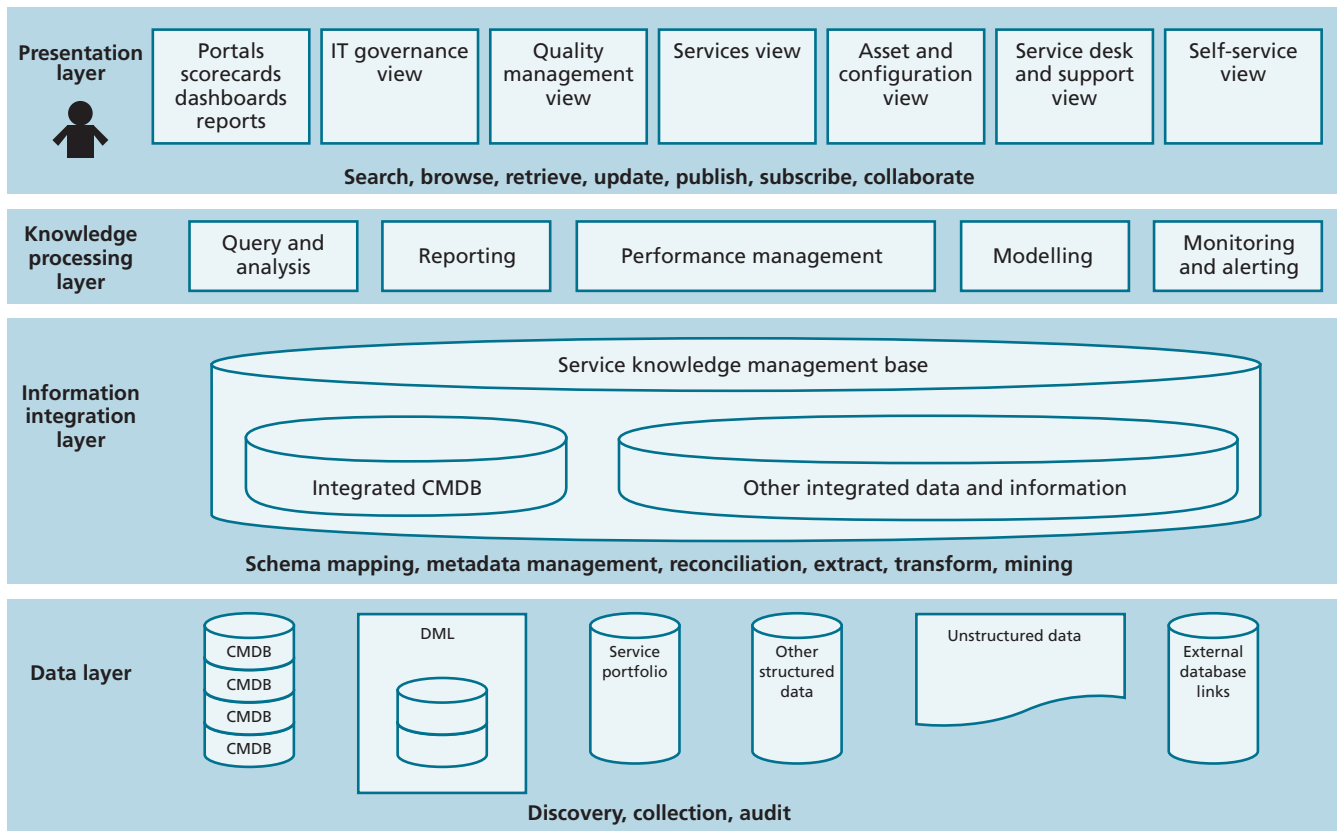 Presentation
layer
Portals
scorecards
dashboards
reports
IT governance
view
Quality
management
view
Services view
Asset and
configuration
view
Service desk
and support
view
Self-service
view
Search, browse, retrieve, update, publish, subscribe, collaborate
Knowledge
processing
layer
Query and
analysis
Reporting
Performance management
Modelling
Monitoring
and alerting
Information
integration
layer
Service knowledge management base
Integrated CMDB
Other integrated data and information
Schema mapping, metadata management, reconciliation, extract, transform, mining
Data layer
CMDB
CMDB
CMDB
CMDB
DML
Service
portfolio
Other
structured
data
Unstructured data
External
database
links
Discovery, collection, audit